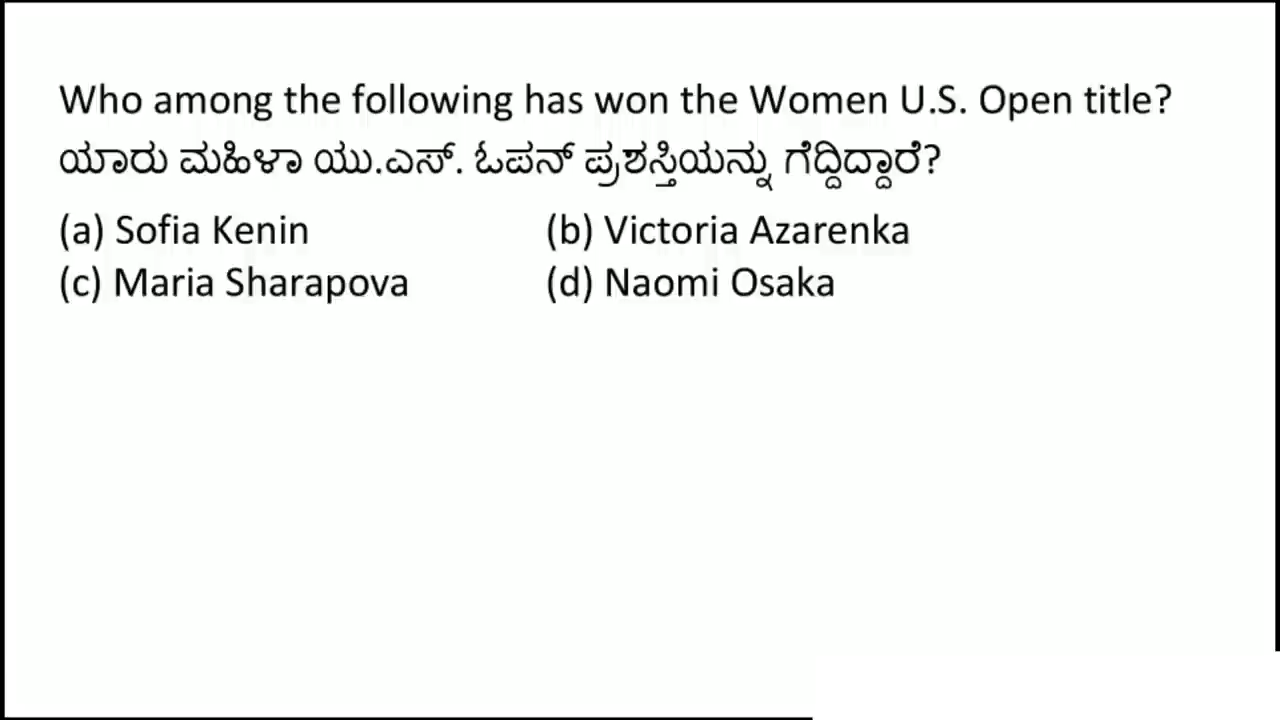 Who among the following has won the Women U.S. Open title?
ಯಾರು ಮಹಿಳಾ ಯು.ಎಸ್. ಓಪನ್ ಪ್ರಶಸ್ತಿಯನ್ನು ಗೆದ್ದಿದ್ದಾರೆ?
(a) Sofia Kenin (b) Victoria Azarenka
(c) Maria Sharapova (d) Naomi Osaka